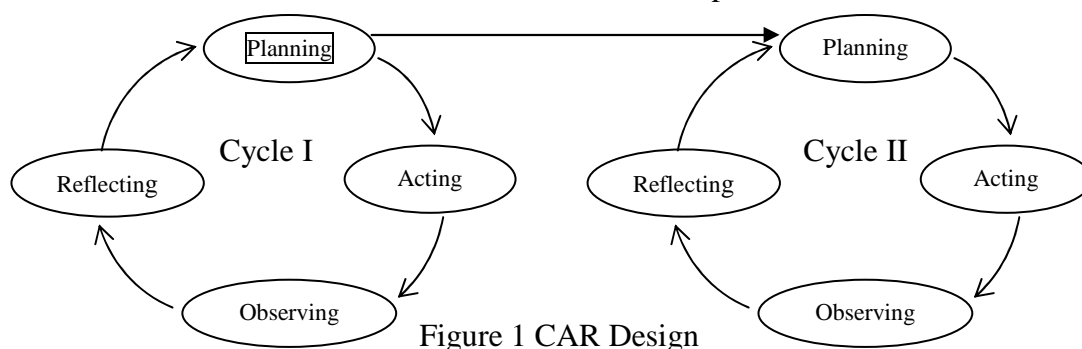 Planning
Cycle I
Reflecting
Acting
Observing
Planning
Cycle II
Reflecting
Acting
Observing
Figure 1 CAR Design